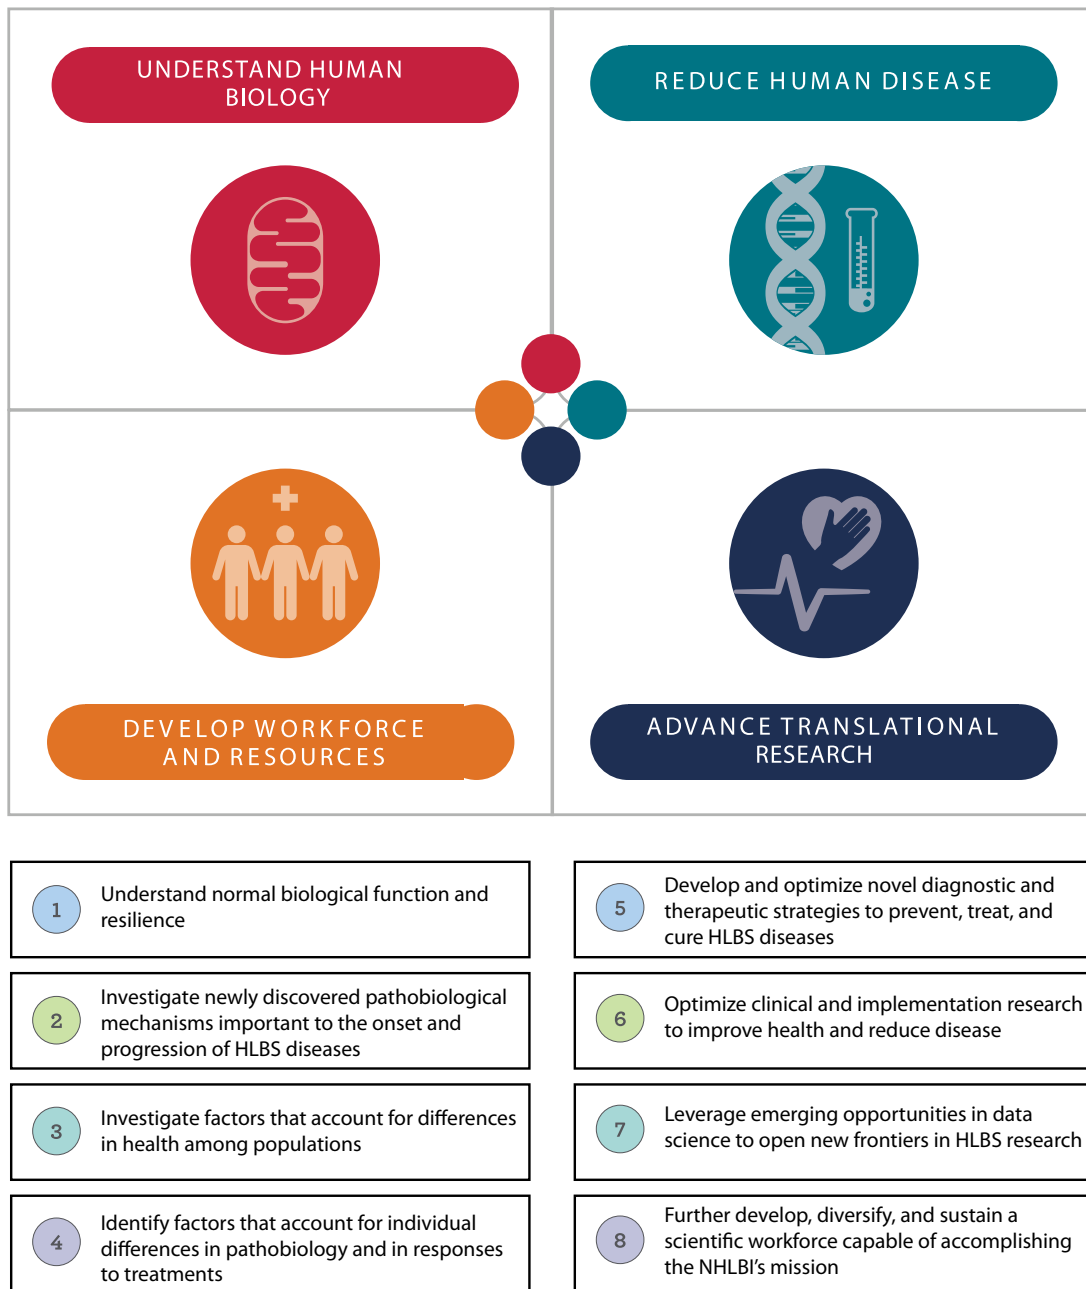 UNDERSTAND HUMAN
BIOLOGY
REDUCE HUMAN DISEASE
DEVELOP WORKFORCE
AND RESOURCES
ADVANCE TRANSLATIONAL
RESEARCH
1
Understand normal biological function and
resilience
2
Investigate newly discovered pathobiological
mechanisms important to the onset and
progression of HLBS diseases
3
Investigate factors that account for differences
in health among populations
4
Identify factors that account for individual
differences in pathobiology and in responses
to treatments
5
Develop and optimize novel diagnostic and
therapeutic strategies to prevent, treat, and
cure HLBS diseases
6
Optimize clinical and implementation research
to improve health and reduce disease
7
Leverage emerging opportunities in data
science to open new frontiers in HLBS research
8
Further develop, diversify, and sustain a
scientific workforce capable of accomplishing
the NHLBI's mission